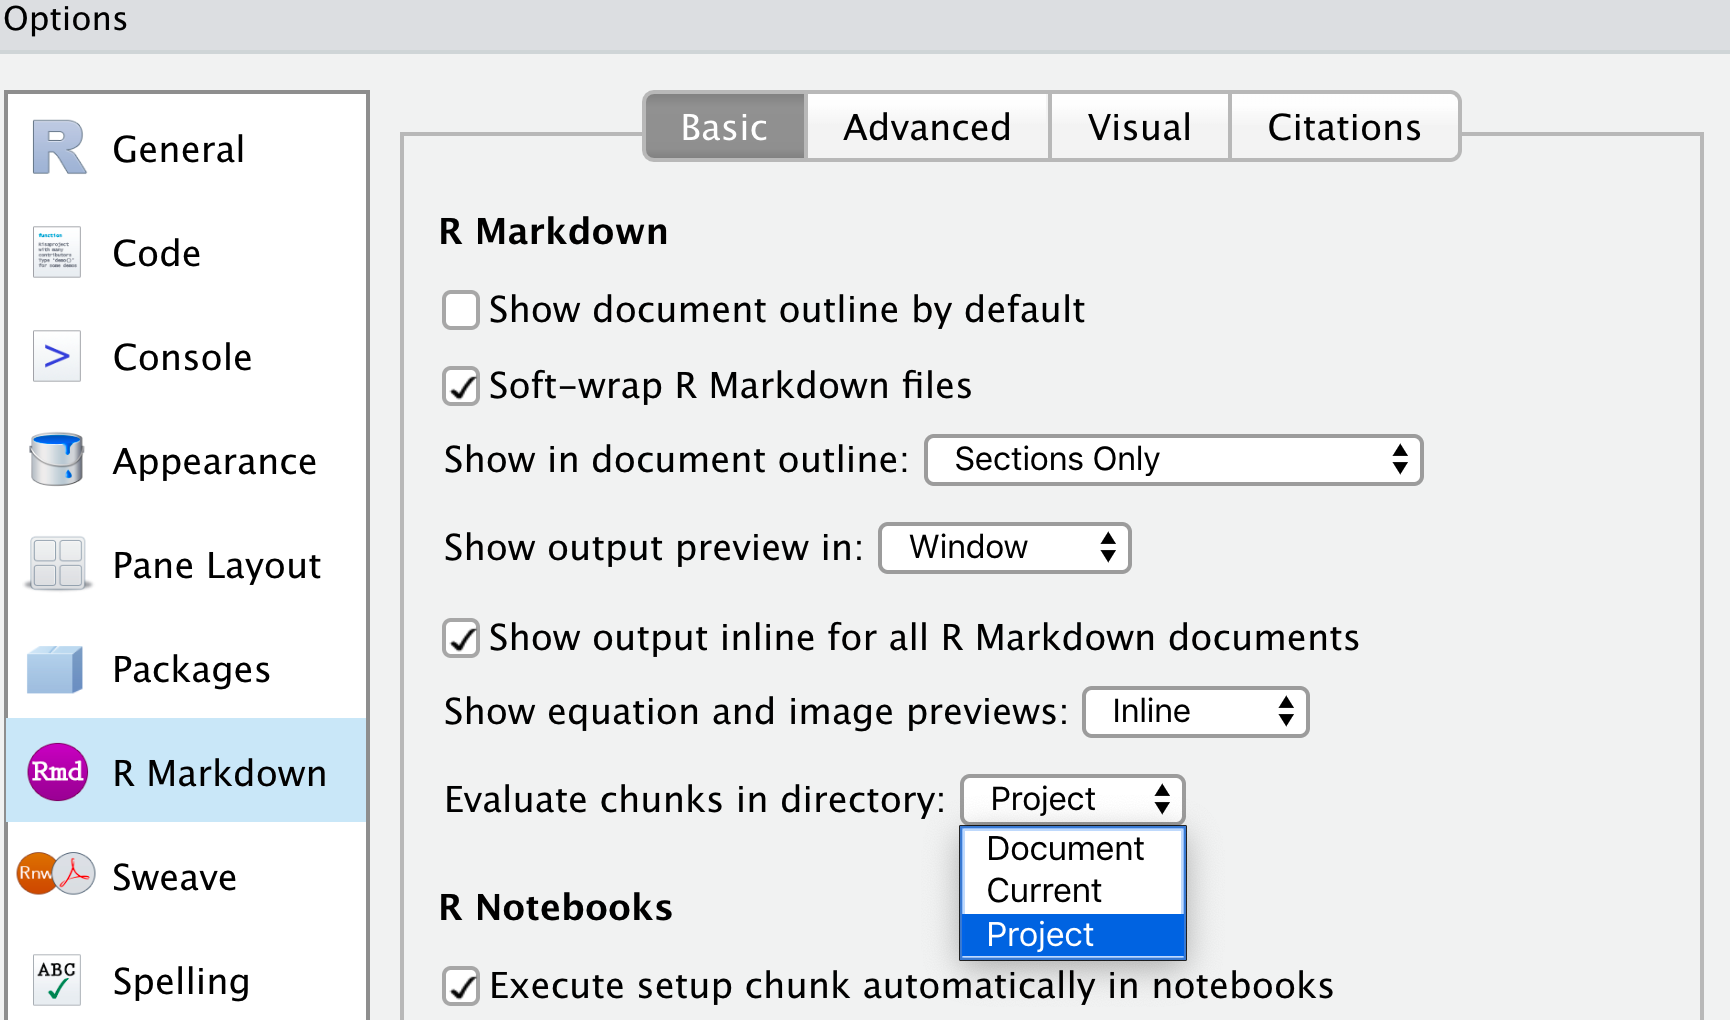 Options
General
Code
Console
Appearance
Pane Layout
Packages
Rmd R Markdown
Rnw Sweave
ABC Spelling
Basic Advanced Visual Citations
R Markdown
Show document outline by default
Soft-wrap R Markdown files
Show in document outline: Sections Only
Show output preview in: Window
Show output inline for all R Markdown documents
Show equation and image previews: Inline
Evaluate chunks in directory: Project
Document
Current
Project
R Notebooks
Execute setup chunk automatically in notebooks